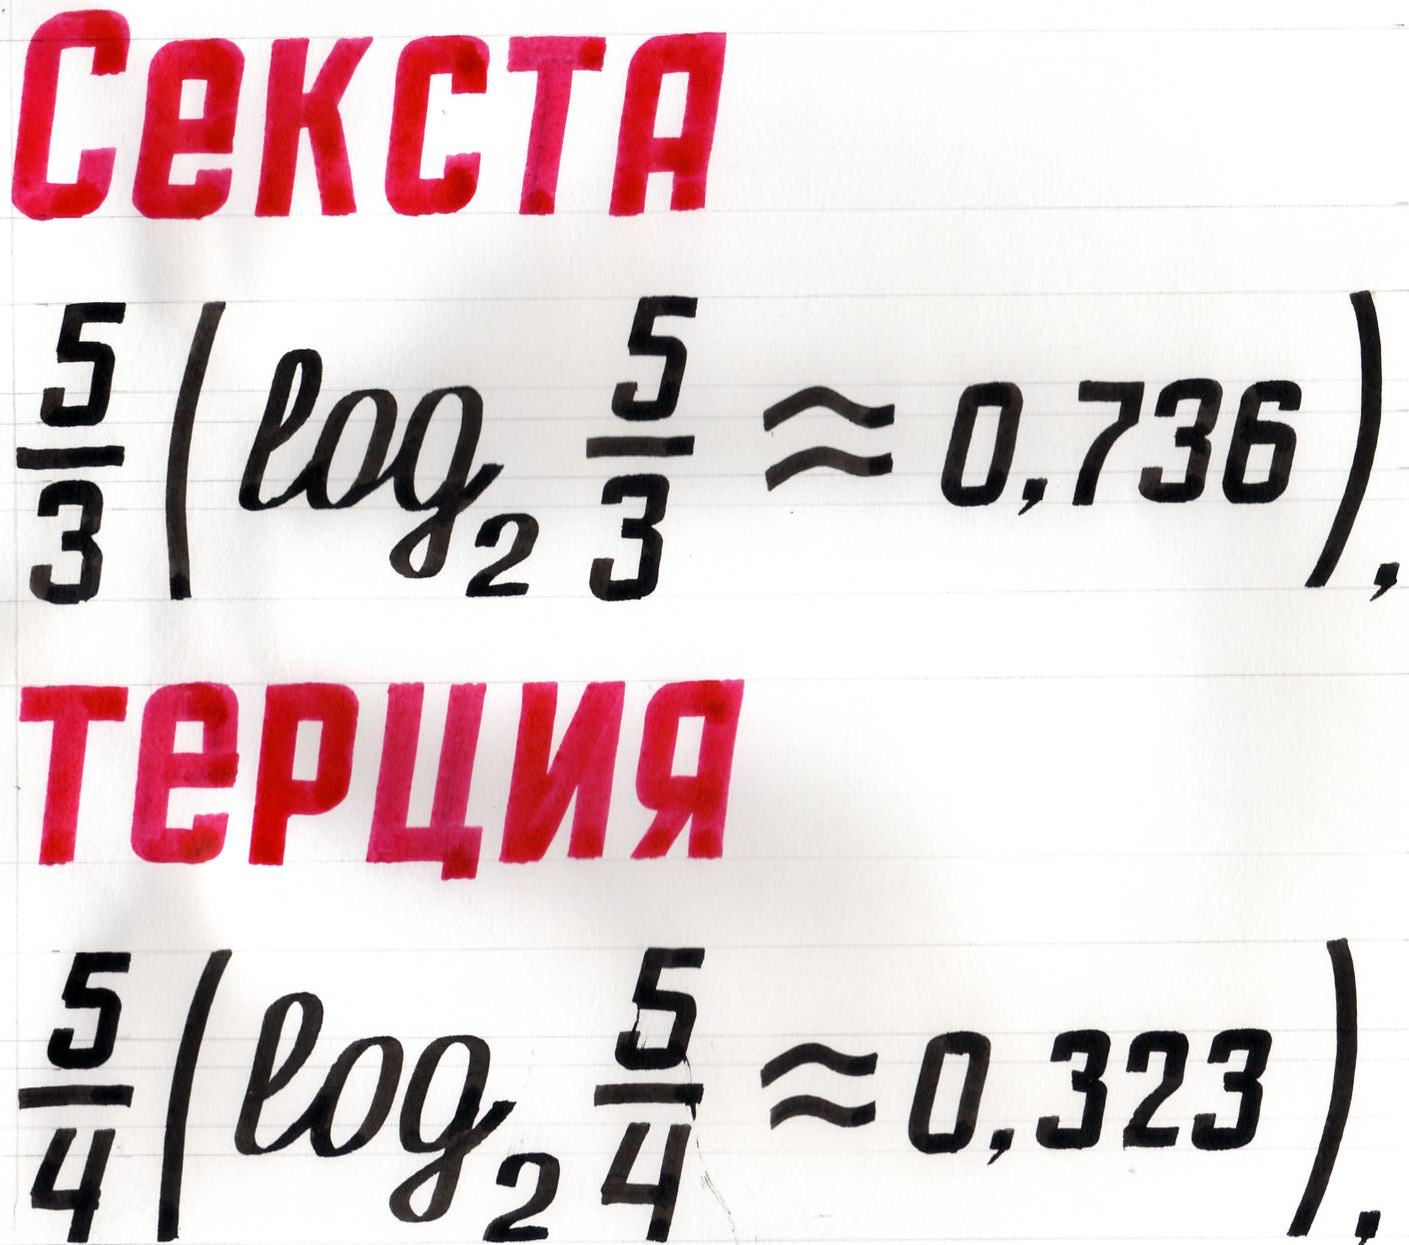 Секста
5/3 (log₂ 5/3 ≈ 0,736),
терция
5/4 (log₂ 5/4 ≈ 0,323).